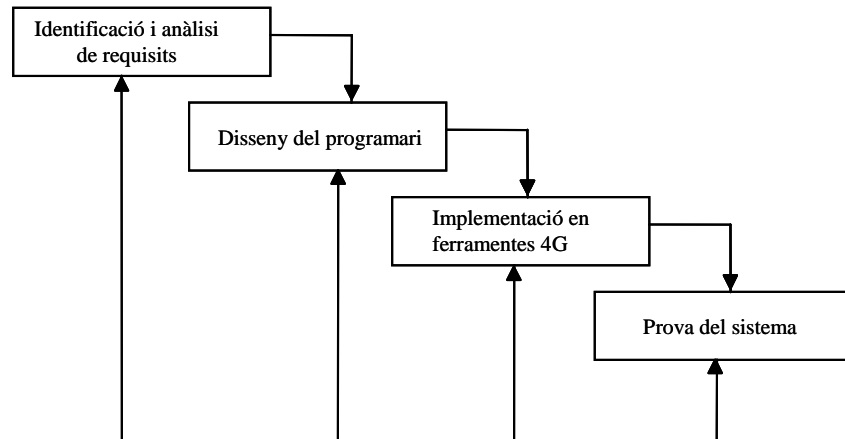 Identificació i anàlisi
de requisits
Disseny del programari
Implementació en
ferramentes 4G
Prova del sistema